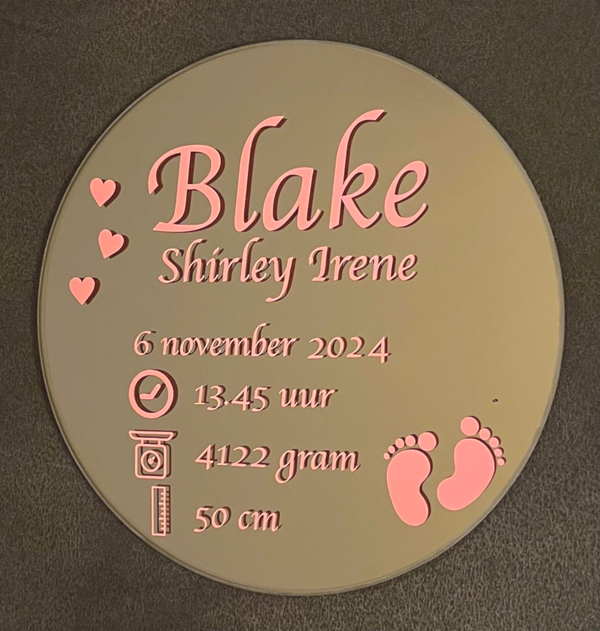 Blake
Shirley Irene
6 november 2024
13.45 uur
4122 gram
50 cm